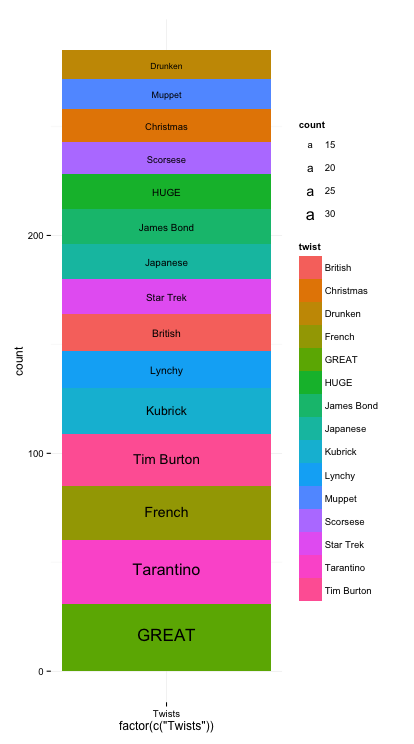 Drunken
Muppet
Christmas
Scorsese
HUGE
James Bond
Japanese
Star Trek
British
Lynchy
Kubrick
Tim Burton
French
Tarantino
GREAT
200
100
0
count
Twists
factor(c("Twists"))
count
a 15
a 20
a 25
a 30
twist
British
Christmas
Drunken
French
GREAT
HUGE
James Bond
Japanese
Kubrick
Lynchy
Muppet
Scorsese
Star Trek
Tarantino
Tim Burton